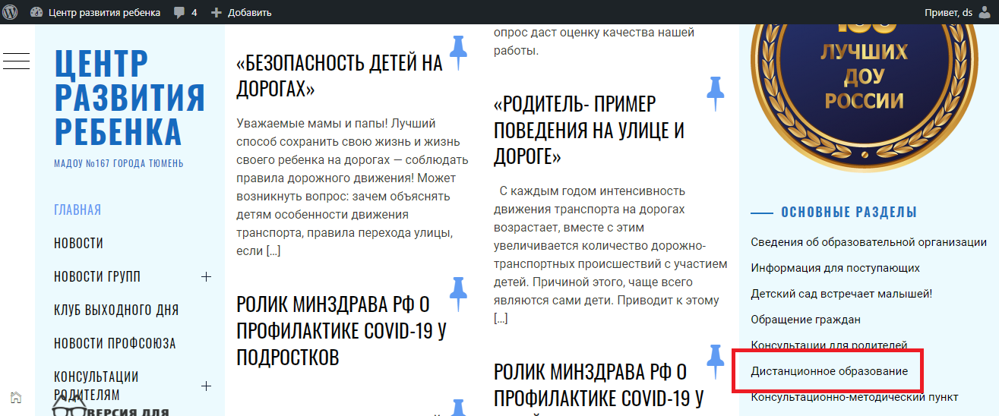 Центр развития ребенка
4
Добавить
Привет, ds
ЦЕНТР
РАЗВИТИЯ
РЕБЕНКА
МАДОУ №167 ГОРОДА ТЮМЕНЬ
ГЛАВНАЯ
НОВОСТИ
НОВОСТИ ГРУПП
КЛУБ ВЫХОДНОГО ДНЯ
НОВОСТИ ПРОФСОЮЗА
КОНСУЛЬТАЦИИ
РОДИТЕЛЯМ
ВЕРСИЯ ДЛЯ
«БЕЗОПАСНОСТЬ ДЕТЕЙ НА
ДОРОГАХ»
Уважаемые мамы и папы! Лучший
способ сохранить свою жизнь и жизнь
своего ребенка на дорогах — соблюдать
правила дорожного движения! Может
возникнуть вопрос: зачем объяснять
детям особенности движения
транспорта, правила перехода улицы,
если [...]
РОЛИК МИНЗДРАВА РФ О
ПРОФИЛАКТИКЕ COVID-19 У
ПОДРОСТКОВ
опрос даст оценку качества нашей
работы.
«РОДИТЕЛЬ- ПРИМЕР
ПОВЕДЕНИЯ НА УЛИЦЕ И
ДОРОГЕ»
С каждым годом интенсивность
движения транспорта на дорогах
возрастает, вместе с этим
увеличивается количество дорожно-
транспортных происшествий с участием
детей. Причиной этого, чаще всего
являются сами дети. Приводит к этому
[...]
РОЛИК МИНЗДРАВА РФ О
ПРОФИЛАКТИКЕ COVID-19 У
ЛУЧШИХ
ДОУ
РОССИИ
ОСНОВНЫЕ РАЗДЕЛЫ
Сведения об образовательной организации
Информация для поступающих
Детский сад встречает малышей!
Обращение граждан
Консультации для родителей
Дистанционное образование
Консультационно-методический пункт